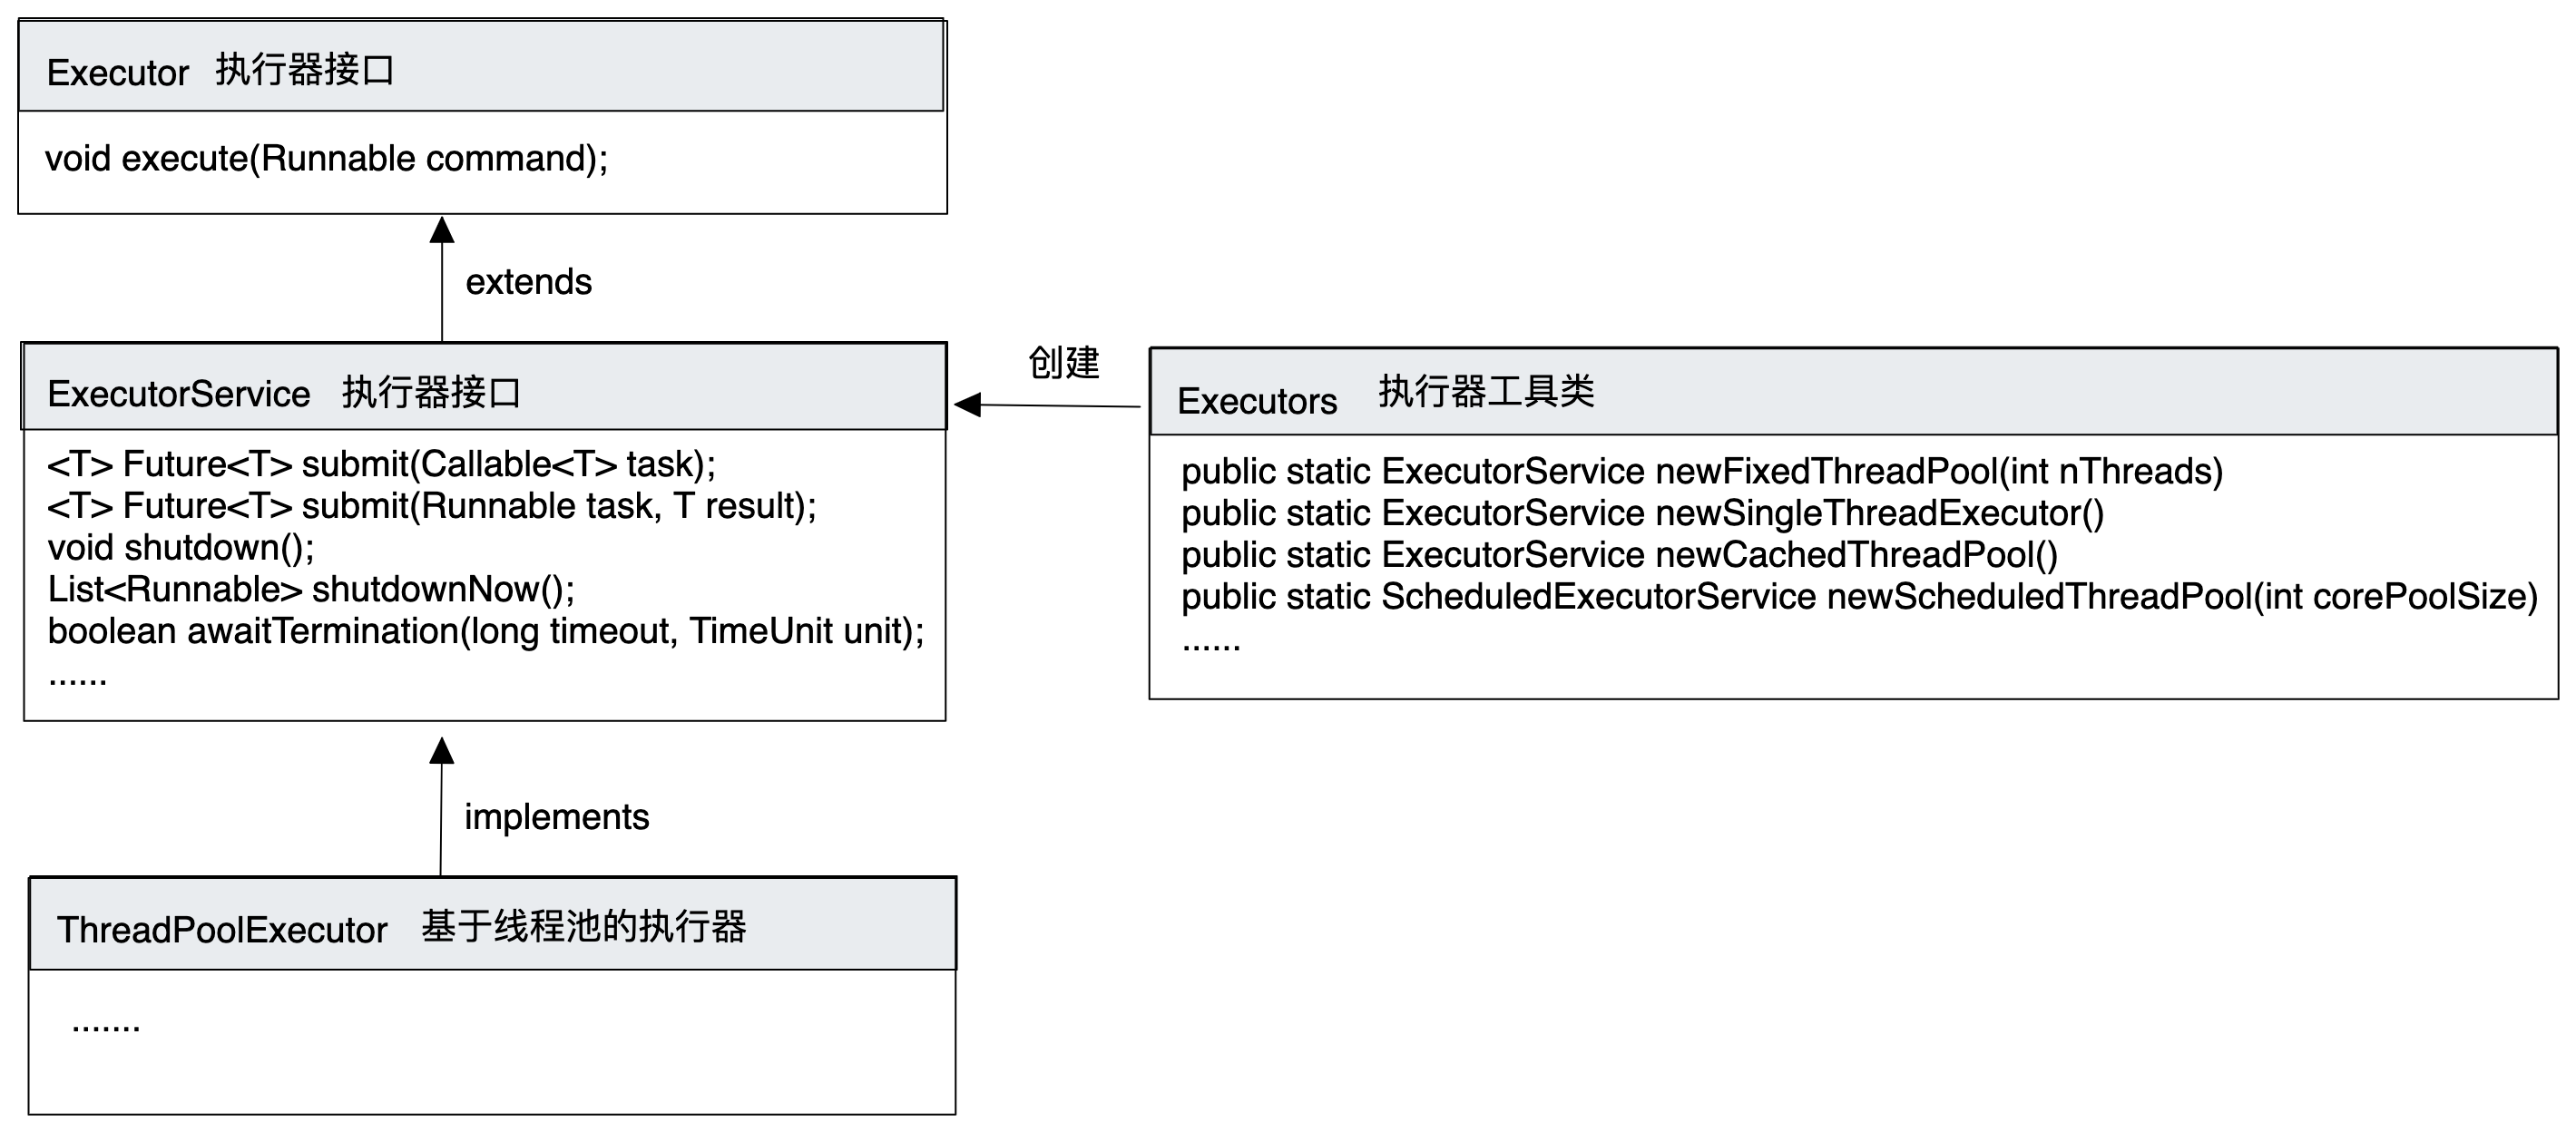 Executor 执行器接口
void execute(Runnable command);
extends
ExecutorService 执行器接口
<T> Future<T> submit(Callable<T> task);
<T> Future<T> submit(Runnable task, T result);
void shutdown();
List<Runnable> shutdownNow();
boolean awaitTermination(long timeout, TimeUnit unit);
......
创建
Executors 执行器工具类
public static ExecutorService newFixedThreadPool(int nThreads)
public static ExecutorService newSingleThreadExecutor()
public static ExecutorService newCachedThreadPool()
public static ScheduledExecutorService newScheduledThreadPool(int corePoolSize)
......
implements
ThreadPoolExecutor 基于线程池的执行器
.......